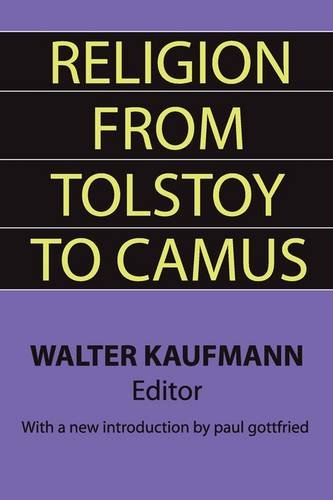 RELIGION
FROM
TOLSTOY
TO CAMUS
WALTER KAUFMANN
Editor
With a new introduction by paul gottfried